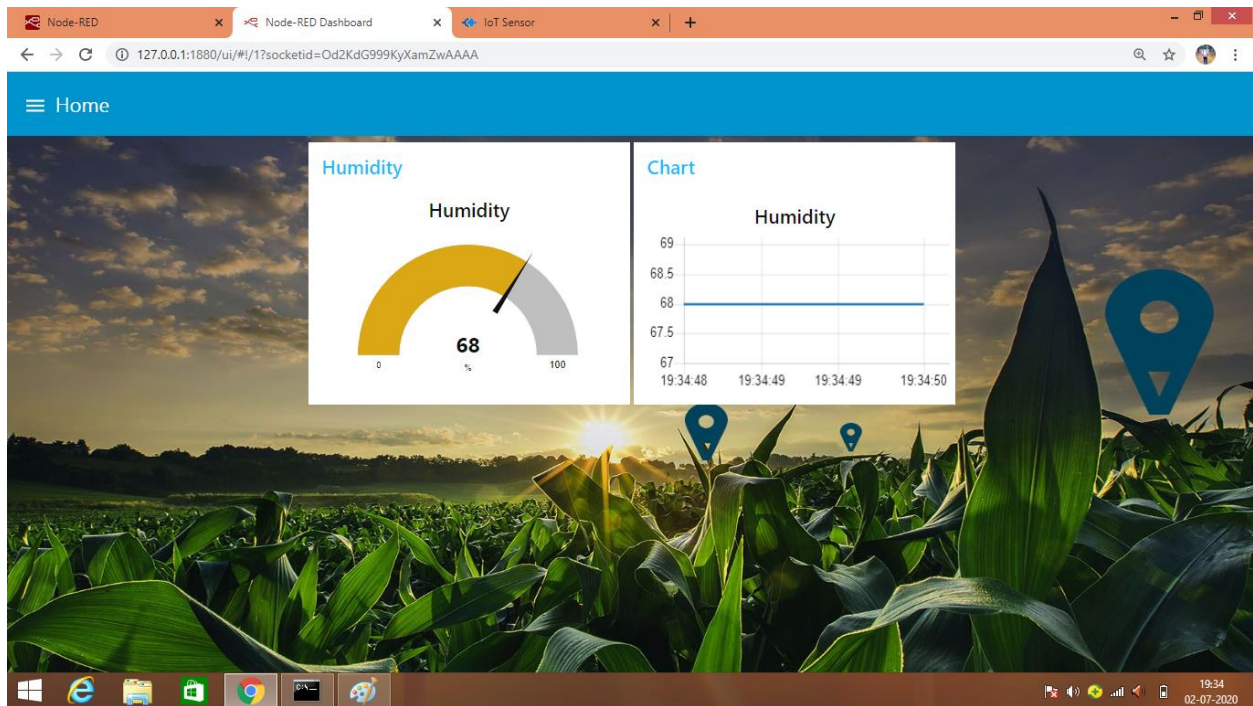 Node-RED
Node-RED Dashboard
IoT Sensor
127.0.0.1:1880/ui/#!/1?socketid=Od2KdG999KyXamZwAAAA
Home
Humidity
Humidity
68
%
0
100
Chart
Humidity
69
68.5
68
67.5
67
19:34:48 19:34:49 19:34:49 19:34:50
C:\
19:34
02-07-2020